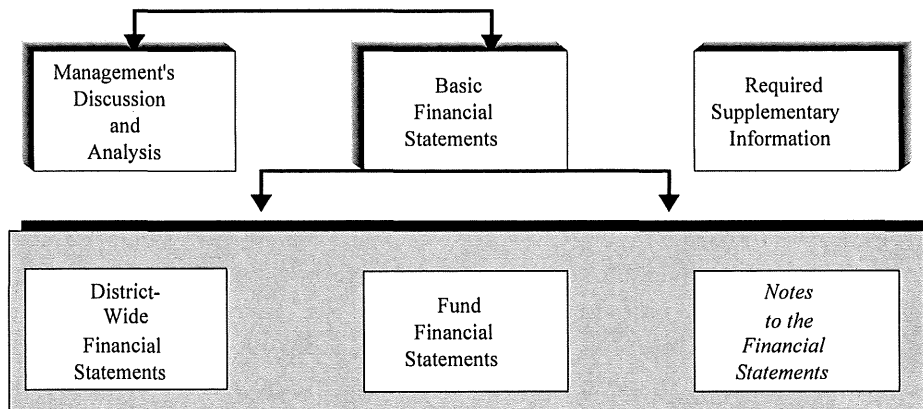 Management's
Discussion
and
Analysis
Basic
Financial
Statements
Required
Supplementary
Information
District-
Wide
Financial
Statements
Fund
Financial
Statements
Notes
to the
Financial
Statements